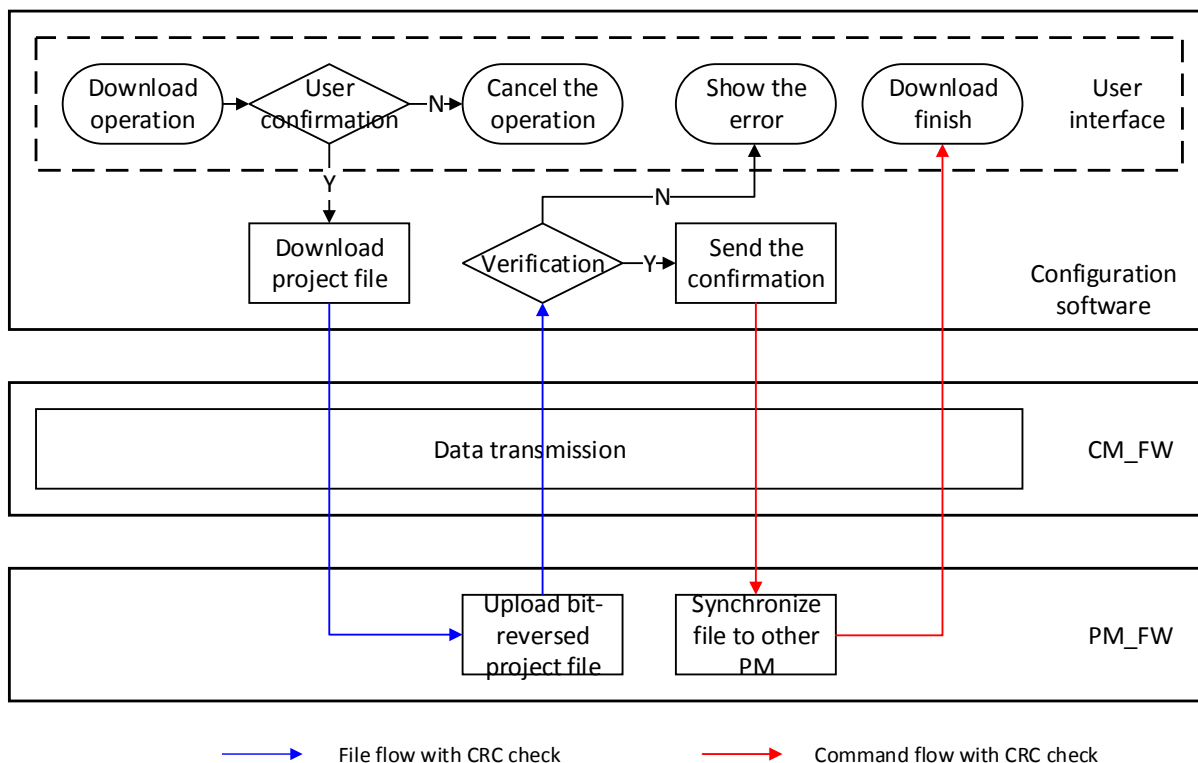 Download
operation
User
confirmation
N
Cancel the
operation
Show the
error
Download
finish
User
interface
Y
N
Download
project file
Verification
Y
Send the
confirmation
Configuration
software
Data transmission
CM_FW
Upload bit-
reversed
project file
Synchronize
file to other
PM
PM_FW
File flow with CRC check
Command flow with CRC check